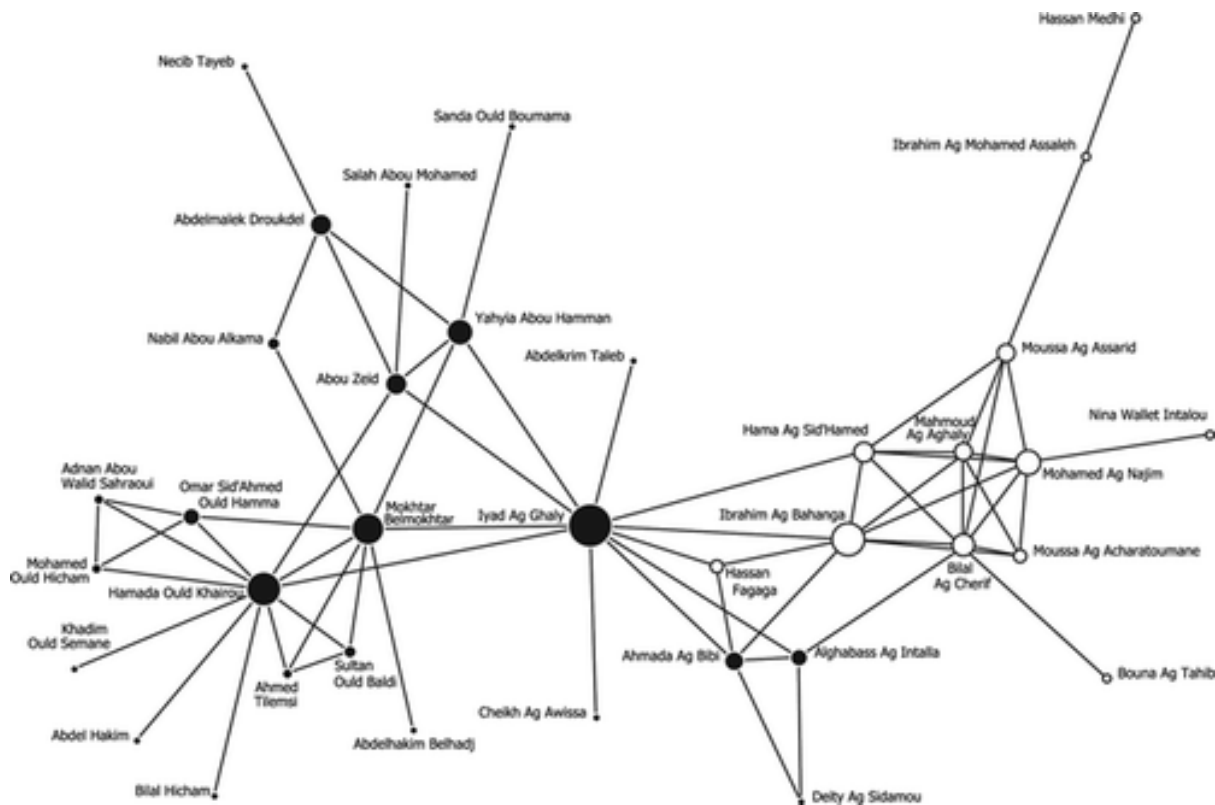 Hassan Medhi
Necib Tayeb
Sanda Ould Boumama
Ibrahim Ag Mohamed Assaleh
Salah Abou Mohamed
Abdelmalek Droukdel
Yahyia Abou Hamman
Nabil Abou Alkama
Moussa Ag Assarid
Abdelkrim Taleb
Abou Zeid
Nina Wallet Intalou
Hama Ag Sid'Hamed
Mahmoud
Ag Aghaly
Mohamed Ag Najim
Adnan Abou
Walid Sahraoui
Omar Sid'Ahmed
Ould Hamma
Mokhtar
Belmokhtar
Iyad Ag Ghaly
Ibrahim Ag Bahanga
Moussa Ag Acharatoumane
Mohamed
Ould Hicham
Bilal
Ag Cherif
Hassan
Fagaga
Hamada Ould Khairou
Khadim
Ould Semane
Ahmada Ag Bibi
Alghabass Ag Intalla
Sultan
Ould Baldi
Bouna Ag Tahib
Ahmed
Tilemsi
Cheikh Ag Awissa
Abdel Hakim
Abdelhakim Belhadj
Bilal Hicham
Deity Ag Sidamou